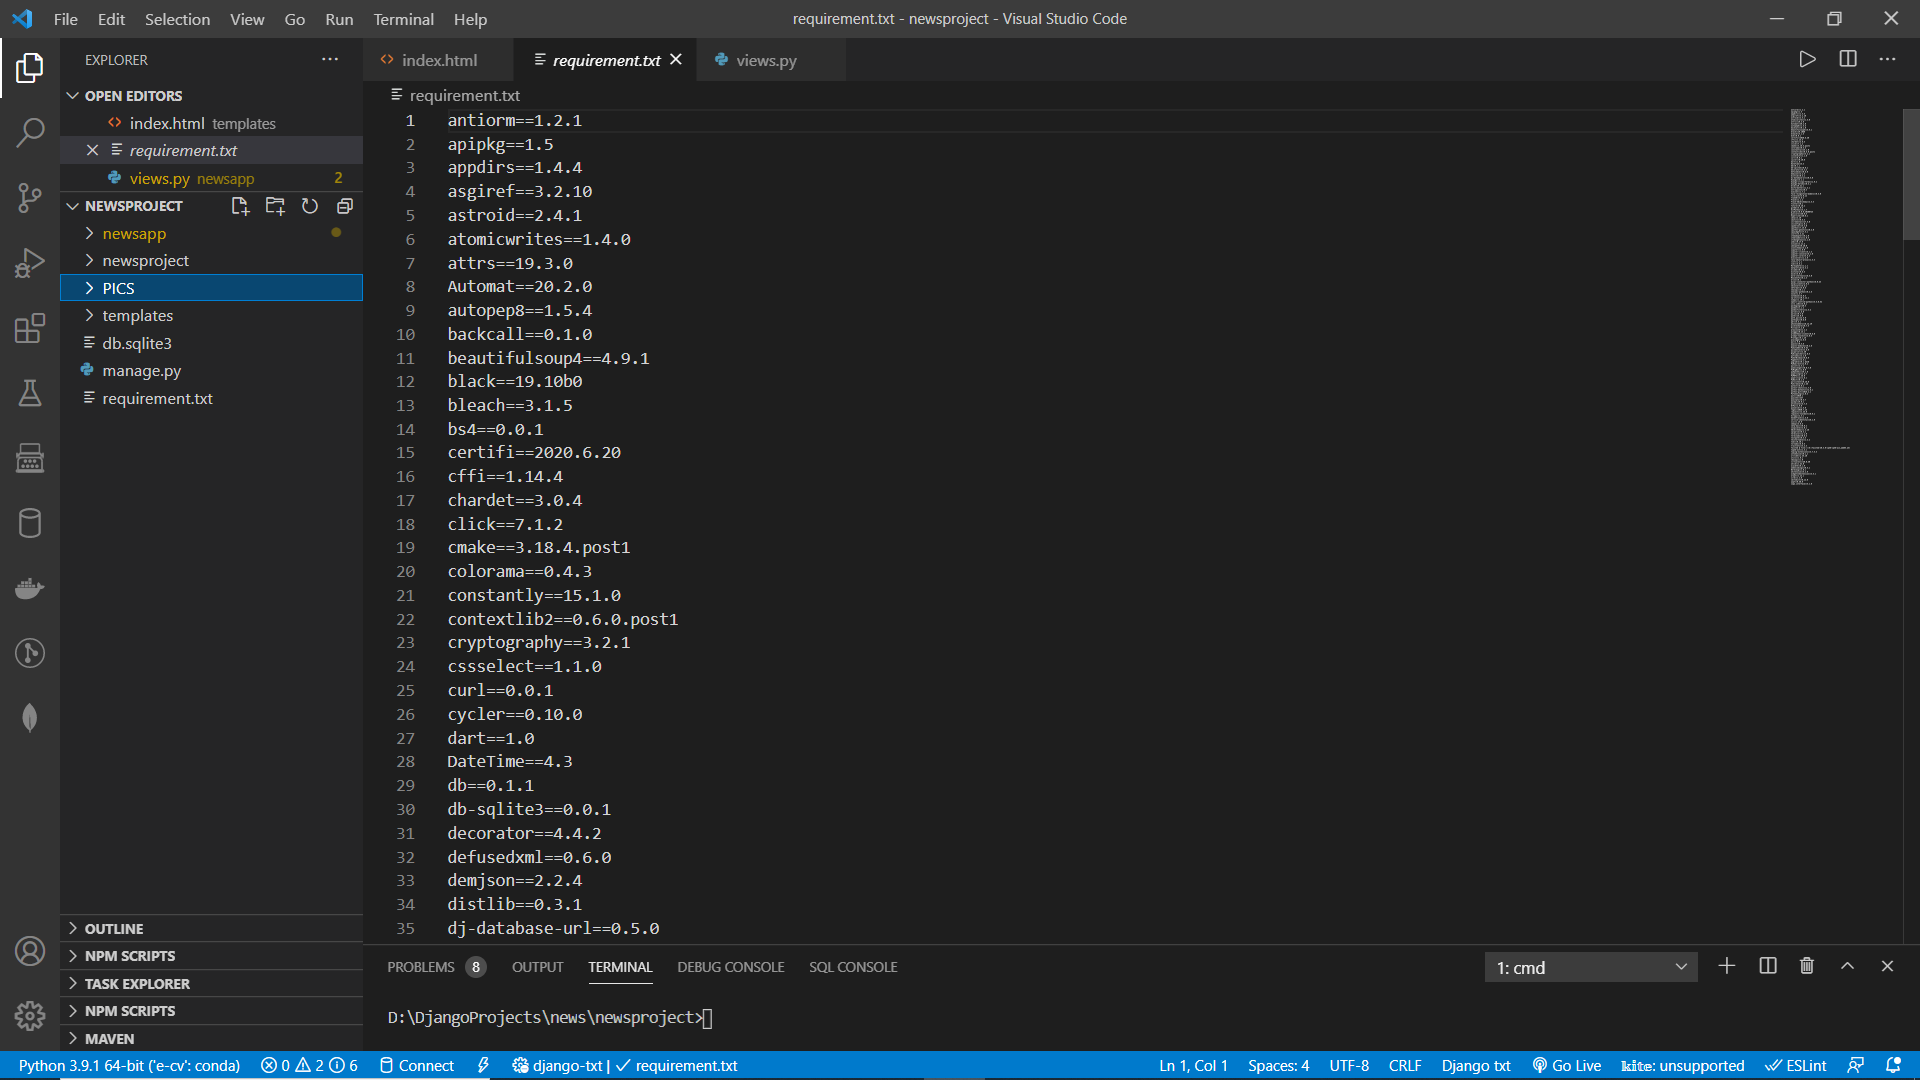 File Edit Selection View Go Run Terminal Help
requirement.txt - newsproject - Visual Studio Code
EXPLORER
OPEN EDITORS
index.html templates
requirement.txt
views.py newsapp 2
NEWSPROJECT
newsapp
newsproject
PICS
templates
db.sqlite3
manage.py
requirement.txt
OUTLINE
NPM SCRIPTS
TASK EXPLORER
NPM SCRIPTS
MAVEN
index.html requirement.txt views.py
requirement.txt
1 antiorm==1.2.1
2 apipkg==1.5
3 appdirs==1.4.4
4 asgiref==3.2.10
5 astroid==2.4.1
6 atomicwrites==1.4.0
7 attrs==19.3.0
8 Automat==20.2.0
9 autopep8==1.5.4
10 backcall==0.1.0
11 beautifulsoup4==4.9.1
12 black==19.10b0
13 bleach==3.1.5
14 bs4==0.0.1
15 certifi==2020.6.20
16 cffi==1.14.4
17 chardet==3.0.4
18 click==7.1.2
19 cmake==3.18.4.post1
20 colorama==0.4.3
21 constantly==15.1.0
22 contextlib2==0.6.0.post1
23 cryptography==3.2.1
24 cssselect==1.1.0
25 curl==0.0.1
26 cycler==0.10.0
27 dart==1.0
28 DateTime==4.3
29 db==0.1.1
30 db-sqlite3==0.0.1
31 decorator==4.4.2
32 defusedxml==0.6.0
33 demjson==2.2.4
34 distlib==0.3.1
35 dj-database-url==0.5.0
PROBLEMS 8 OUTPUT TERMINAL DEBUG CONSOLE SQL CONSOLE
1: cmd
D:\DjangoProjects\news\newsproject>
Python 3.9.1 64-bit ('e-cv': conda) 0 2 6 Connect django-txt | requirement.txt
Ln 1, Col 1 Spaces: 4 UTF-8 CRLF Django txt Go Live kite: unsupported ESLint